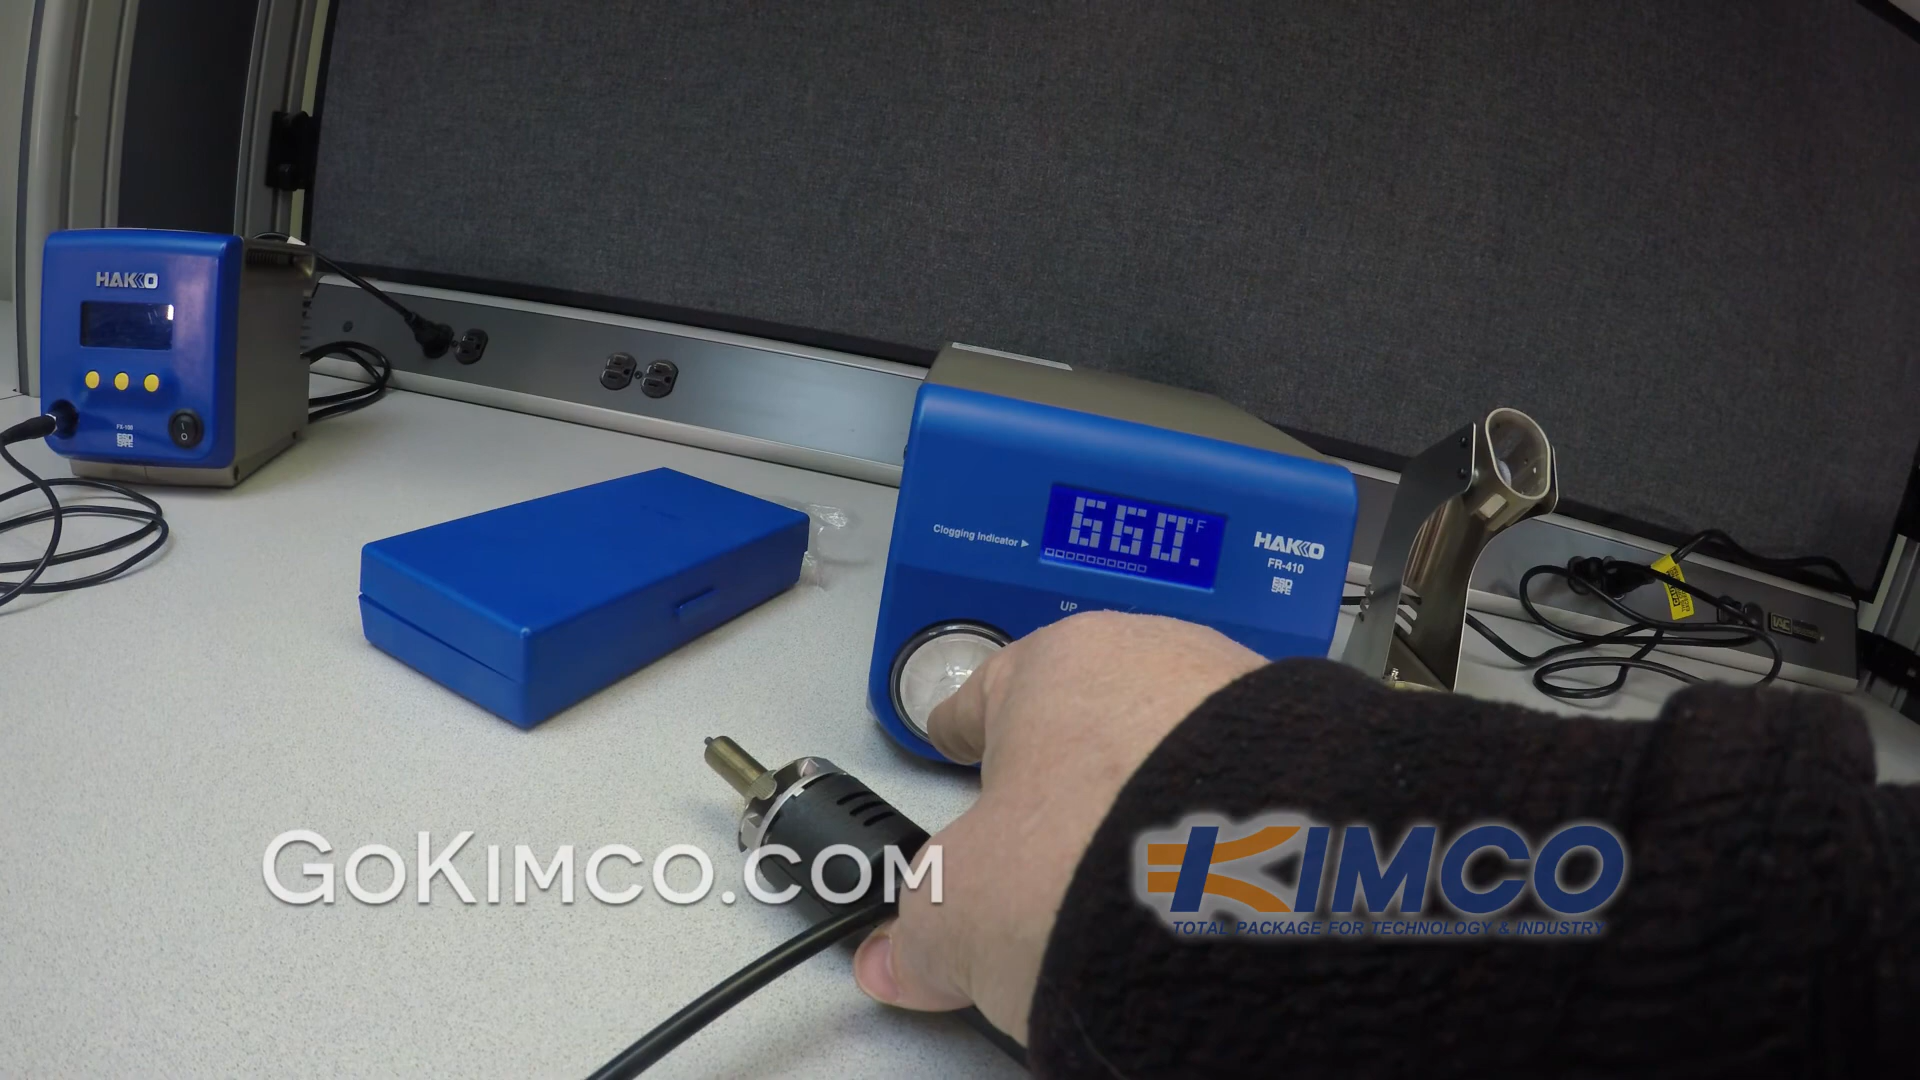 HAKKO
FX-100
ESD
SAFE
660°F
Clogging Indicator ▶
HAKKO
FR-410
ESD
SAFE
UP
GoKimco.com
KIMCO
TOTAL PACKAGE FOR TECHNOLOGY & INDUSTRY